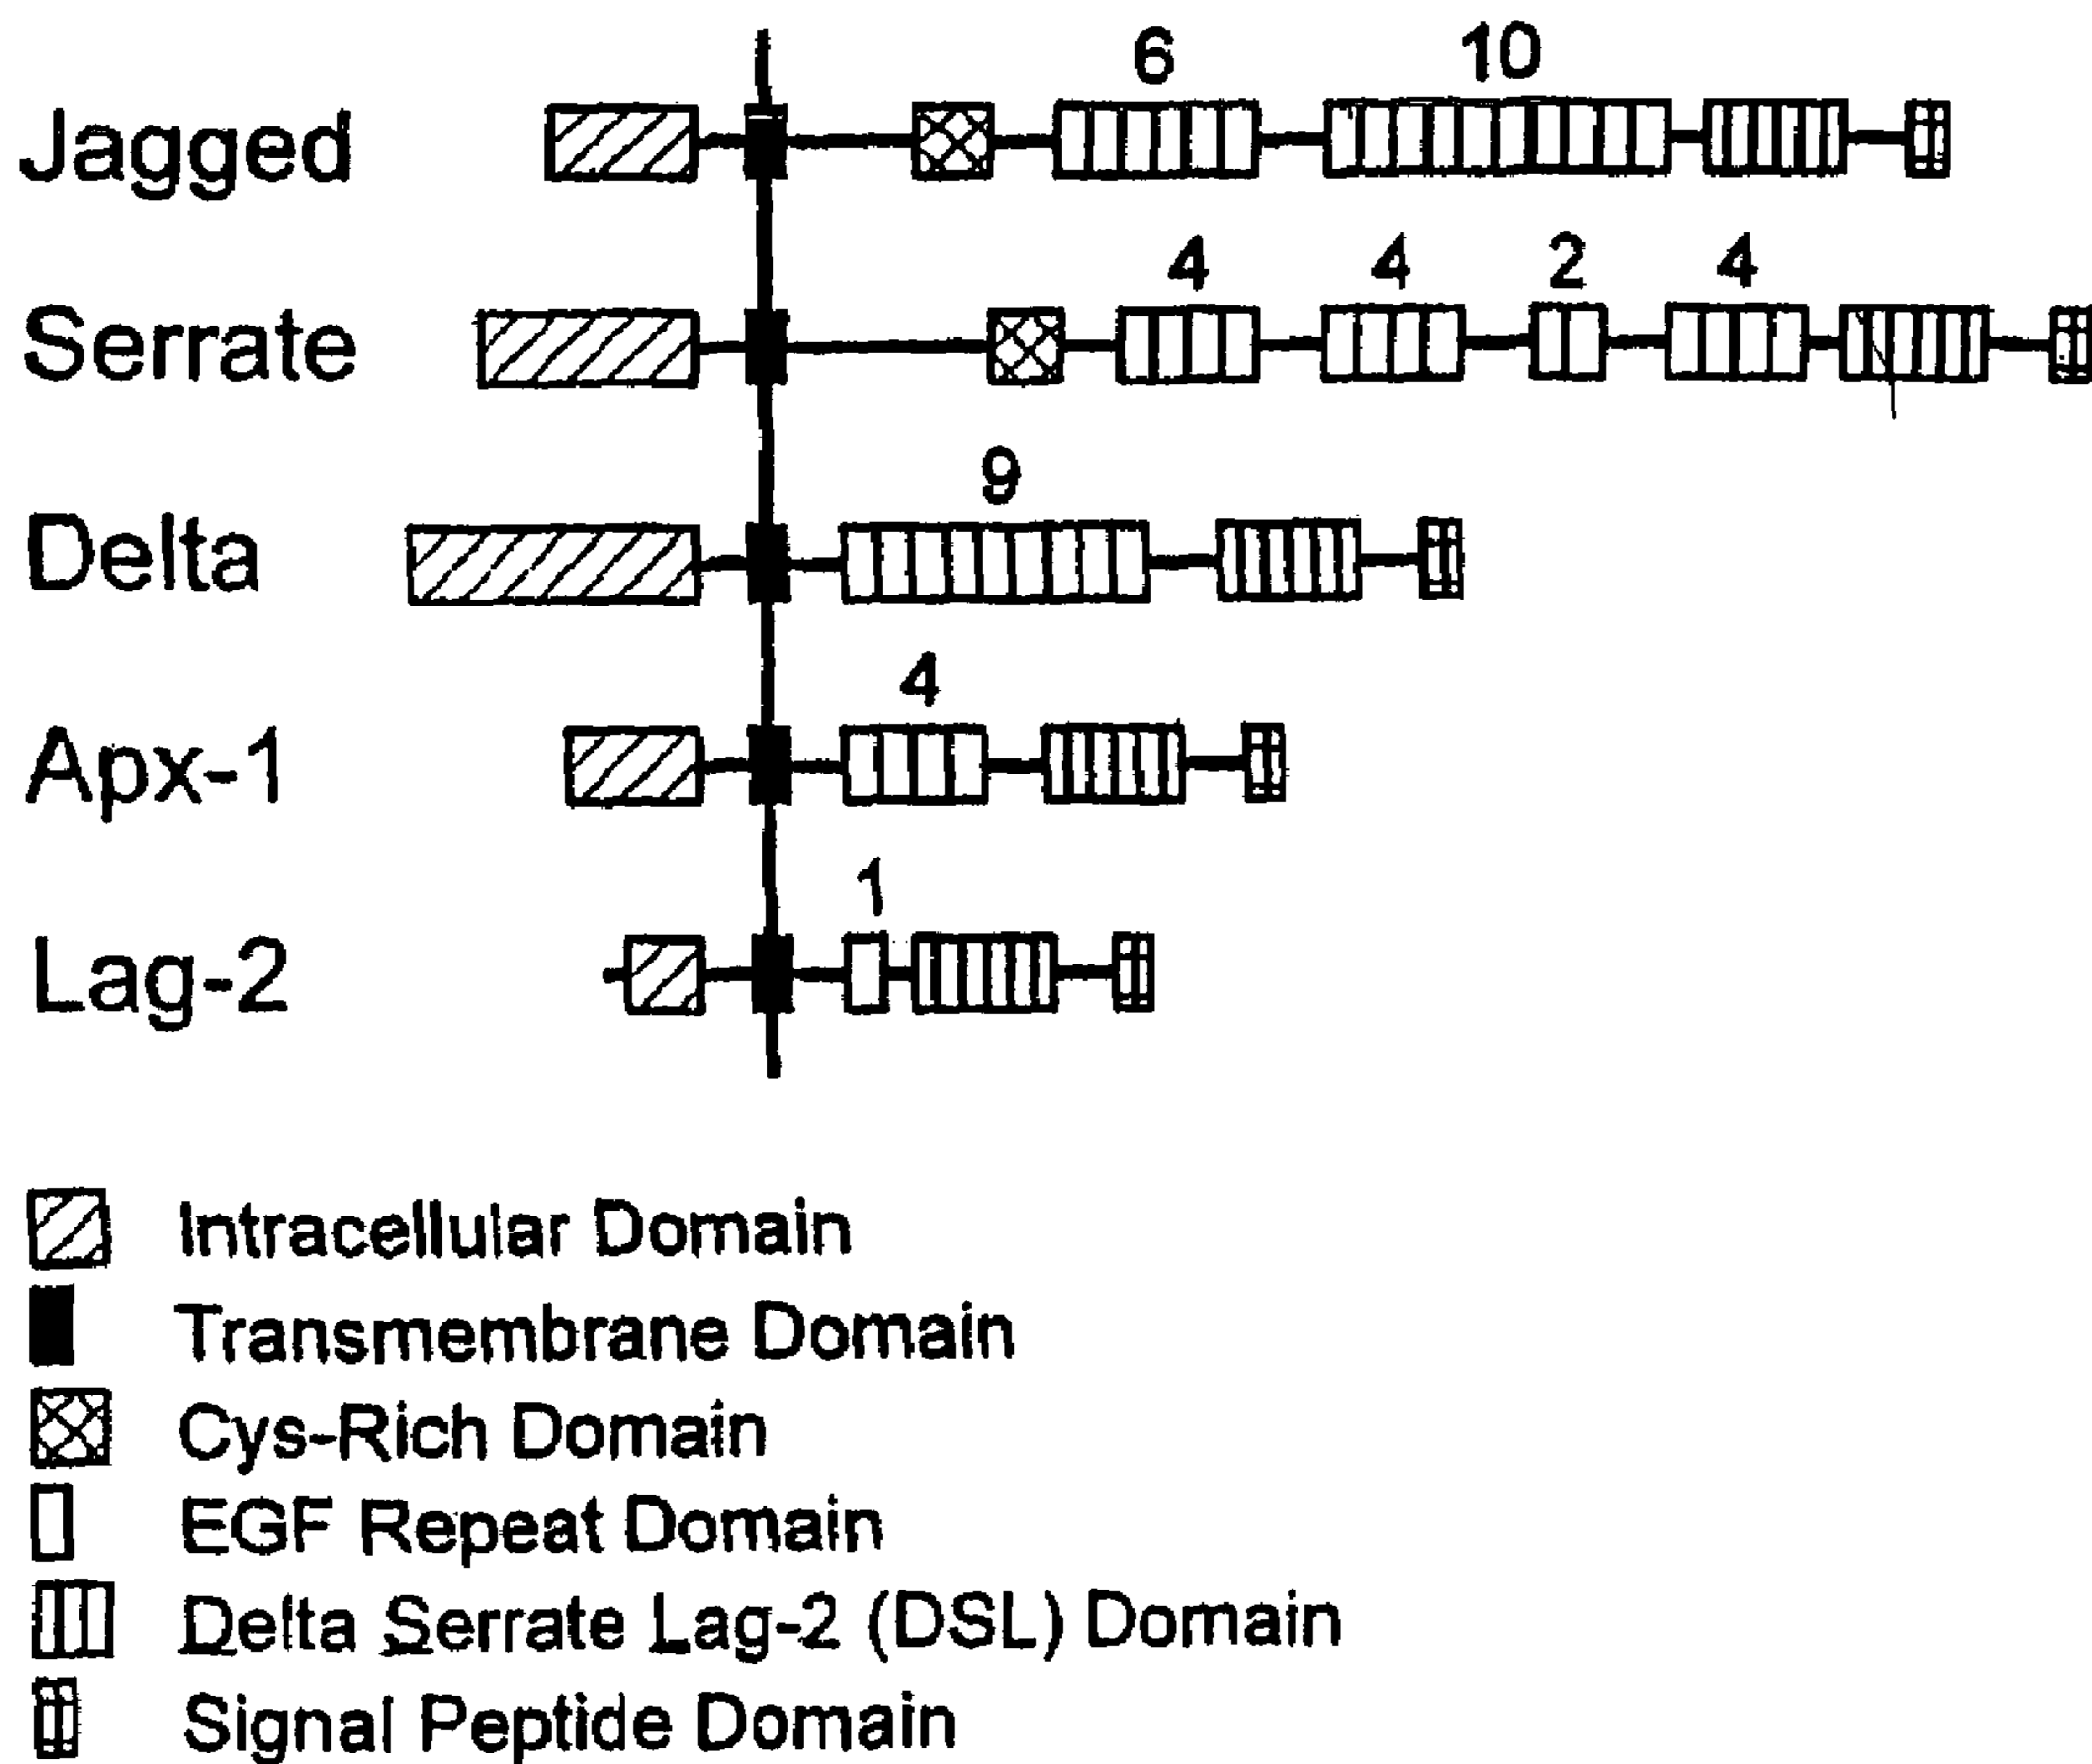 6 10
Jagged
4 4 2 4
Serrate
9
Delta
4
Apx-1
1
Lag-2
Intracellular Domain
Transmembrane Domain
Cys-Rich Domain
EGF Repeat Domain
Delta Serrate Lag-2 (DSL) Domain
Signal Peptide Domain